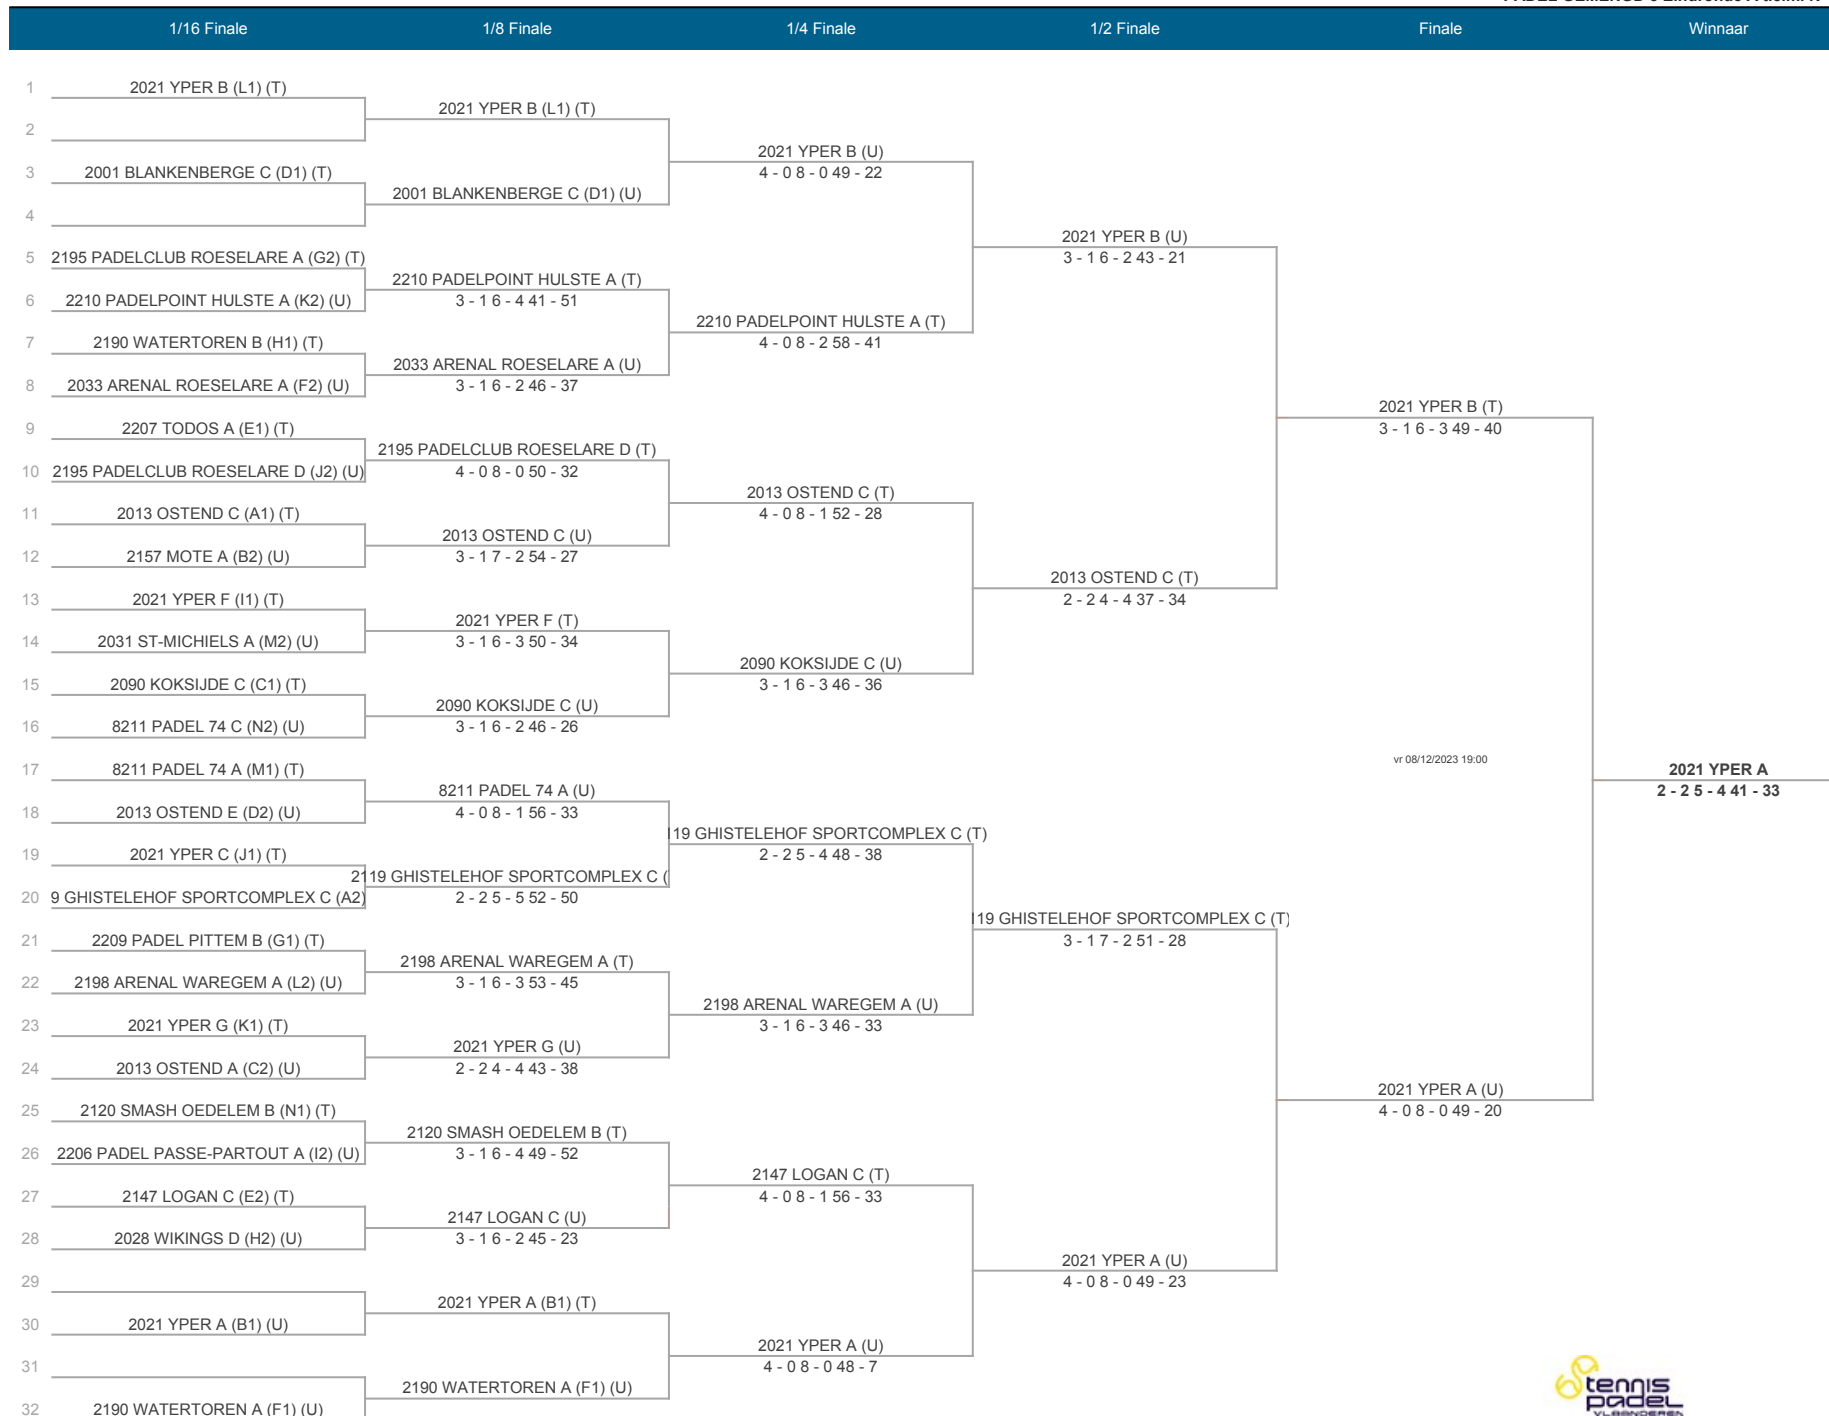 1/16 Finale 1/8 Finale 1/4 Finale 1/2 Finale Finale Winnaar
1 2021 YPER B (L1) (T)
2021 YPER B (L1) (T)
2
2021 YPER B (U)
4 - 0 8 - 0 49 - 22
3 2001 BLANKENBERGE C (D1) (T)
2001 BLANKENBERGE C (D1) (U)
4
2021 YPER B (U)
3 - 1 6 - 2 43 - 21
5 2195 PADELCLUB ROESELARE A (G2) (T)
2210 PADELPOINT HULSTE A (T)
3 - 1 6 - 4 41 - 51
6 2210 PADELPOINT HULSTE A (K2) (U)
2210 PADELPOINT HULSTE A (T)
4 - 0 8 - 2 58 - 41
7 2190 WATERTOREN B (H1) (T)
2033 ARENAL ROESELARE A (U)
3 - 1 6 - 2 46 - 37
8 2033 ARENAL ROESELARE A (F2) (U)
2021 YPER B (T)
3 - 1 6 - 3 49 - 40
9 2207 TODOS A (E1) (T)
2195 PADELCLUB ROESELARE D (T)
4 - 0 8 - 0 50 - 32
10 2195 PADELCLUB ROESELARE D (J2) (U)
2013 OSTEND C (T)
4 - 0 8 - 1 52 - 28
11 2013 OSTEND C (A1) (T)
2013 OSTEND C (U)
3 - 1 7 - 2 54 - 27
12 2157 MOTE A (B2) (U)
2013 OSTEND C (T)
2 - 2 4 - 4 37 - 34
13 2021 YPER F (I1) (T)
2021 YPER F (T)
3 - 1 6 - 3 50 - 34
14 2031 ST-MICHIELS A (M2) (U)
2090 KOKSIJDE C (U)
3 - 1 6 - 3 46 - 36
15 2090 KOKSIJDE C (C1) (T)
2090 KOKSIJDE C (U)
3 - 1 6 - 2 46 - 26
16 8211 PADEL 74 C (N2) (U)
vr 08/12/2023 19:00
2021 YPER A
2 - 2 5 - 4 41 - 33
17 8211 PADEL 74 A (M1) (T)
8211 PADEL 74 A (U)
4 - 0 8 - 1 56 - 33
18 2013 OSTEND E (D2) (U)
119 GHISTELEHOF SPORTCOMPLEX C (T)
2 - 2 5 - 4 48 - 38
19 2021 YPER C (J1) (T)
2119 GHISTELEHOF SPORTCOMPLEX C (
2 - 2 5 - 5 52 - 50
20 9 GHISTELEHOF SPORTCOMPLEX C (A2)
119 GHISTELEHOF SPORTCOMPLEX C (T)
3 - 1 7 - 2 51 - 28
21 2209 PADEL PITTEM B (G1) (T)
2198 ARENAL WAREGEM A (T)
3 - 1 6 - 3 53 - 45
22 2198 ARENAL WAREGEM A (L2) (U)
2198 ARENAL WAREGEM A (U)
3 - 1 6 - 3 46 - 33
23 2021 YPER G (K1) (T)
2021 YPER G (U)
2 - 2 4 - 4 43 - 38
24 2013 OSTEND A (C2) (U)
2021 YPER A (U)
4 - 0 8 - 0 49 - 20
25 2120 SMASH OEDELEM B (N1) (T)
2120 SMASH OEDELEM B (T)
3 - 1 6 - 4 49 - 52
26 2206 PADEL PASSE-PARTOUT A (I2) (U)
2147 LOGAN C (T)
4 - 0 8 - 1 56 - 33
27 2147 LOGAN C (E2) (T)
2147 LOGAN C (U)
3 - 1 6 - 2 45 - 23
28 2028 WIKINGS D (H2) (U)
2021 YPER A (U)
4 - 0 8 - 0 49 - 23
29
2021 YPER A (B1) (T)
30 2021 YPER A (B1) (U)
2021 YPER A (U)
4 - 0 8 - 0 48 - 7
31
2190 WATERTOREN A (F1) (U)
32 2190 WATERTOREN A (F1) (U)
tennis
padel
VLAANDEREN